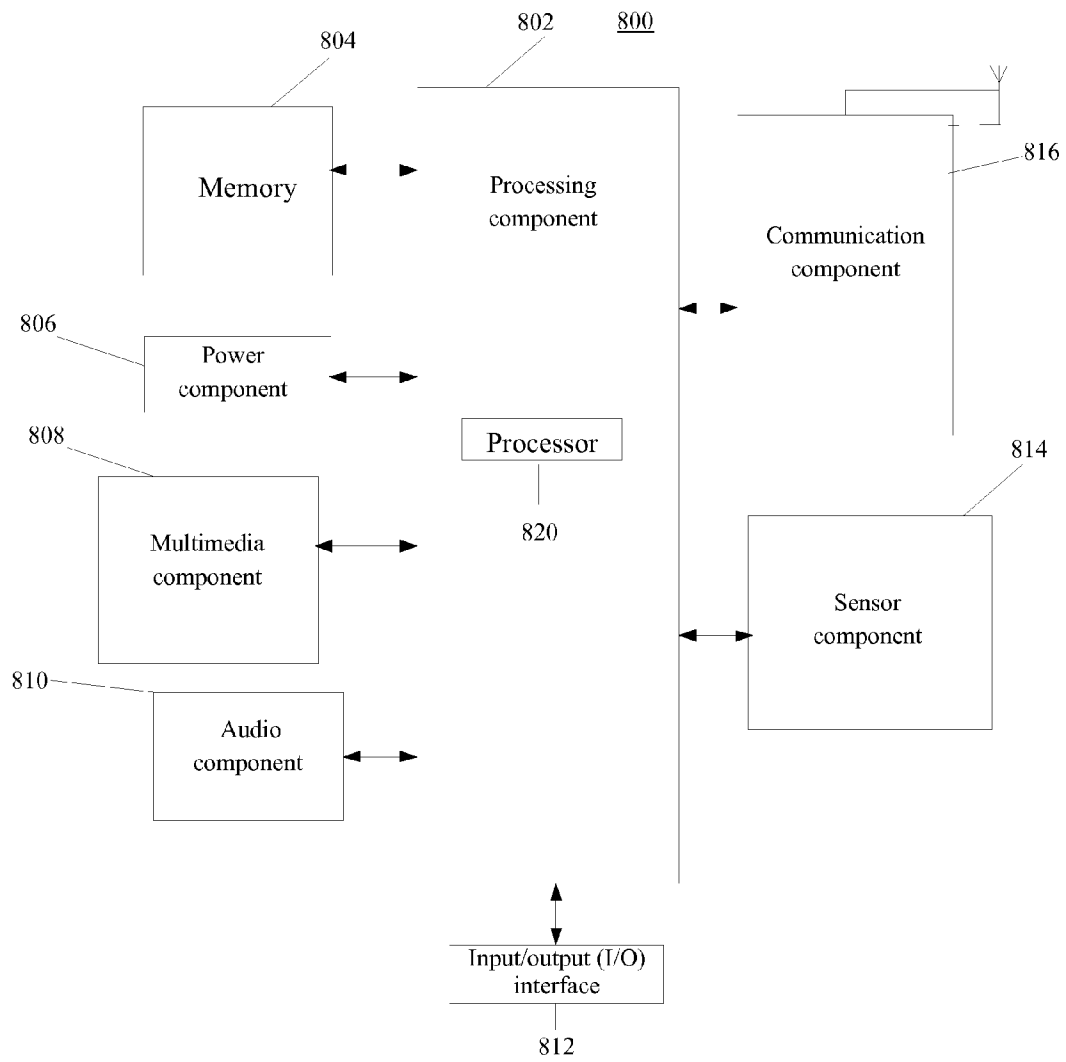 802
800
804
Memory
Processing
component
816
Communication
component
806
Power
component
808
Processor
820
814
Multimedia
component
Sensor
component
810
Audio
component
Input/output (I/O)
interface
812